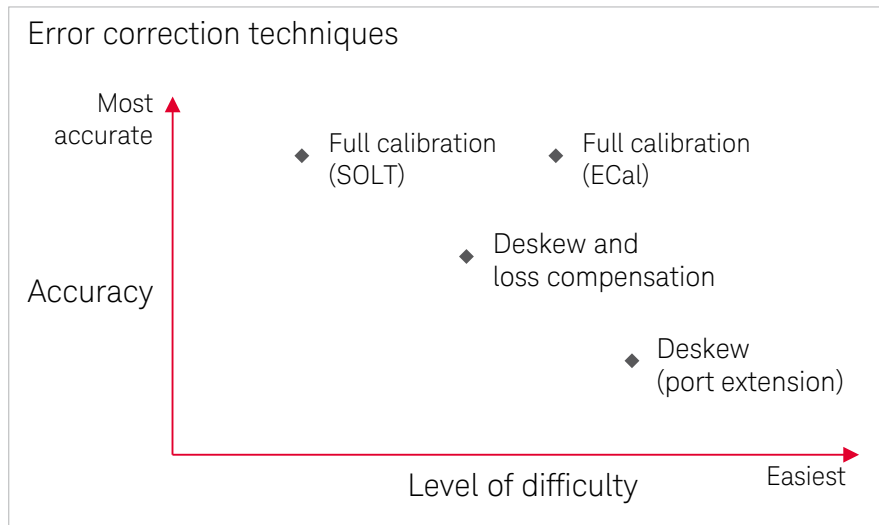 Error correction techniques
Most
accurate
Full calibration
(SOLT)
Full calibration
(ECal)
Deskew and
loss compensation
Accuracy
Deskew
(port extension)
Easiest
Level of difficulty